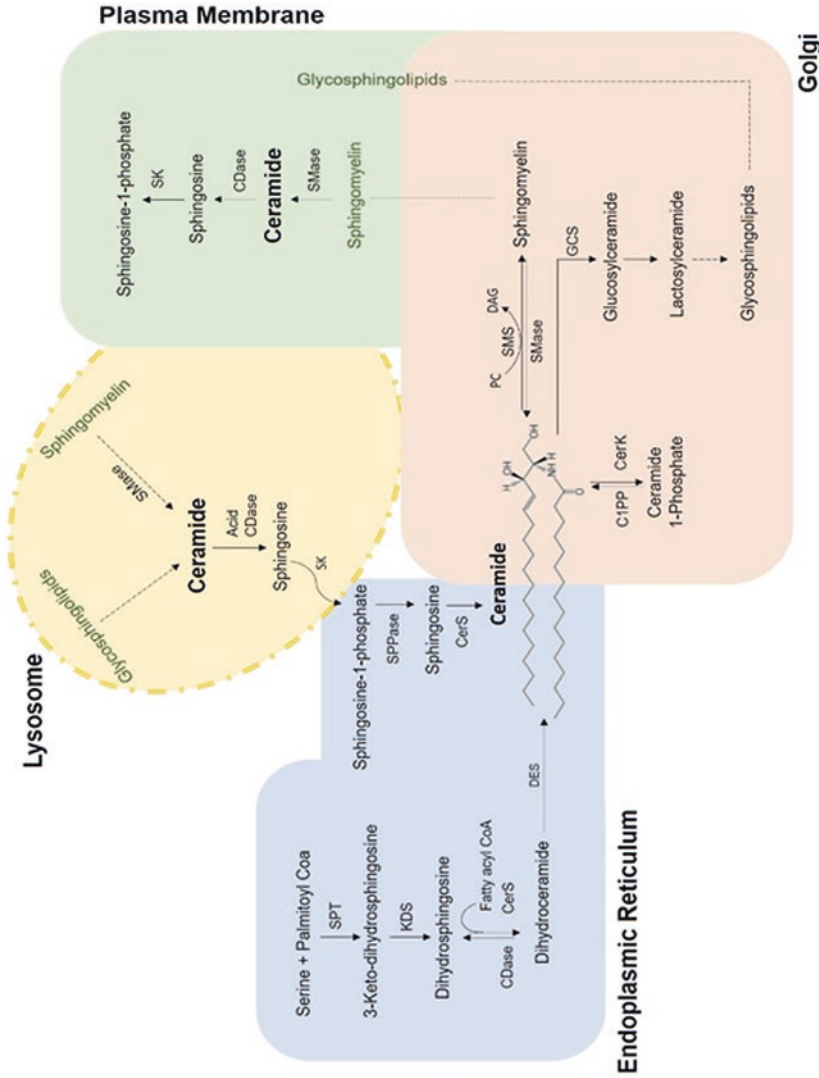 Lysosome
Glycosphingolipids
Sphingomyelin
SMase
Ceramide
Acid
CDase
Sphingosine
SK
Plasma Membrane
Sphingosine-1-phosphate
SK
Sphingosine
CDase
Ceramide
SMase
Sphingomyelin
Glycosphingolipids
Endoplasmic Reticulum
Serine + Palmitoyl Coa
SPT
3-Keto-dihydrosphingosine
KDS
Dihydrosphingosine
Fatty acyl CoA
CDase
CerS
Dihydroceramide
DES
Sphingosine-1-phosphate
SPPase
Sphingosine
CerS
Ceramide
H
OH
OH
NH
H
O
Golgi
PC
DAG
SMS
SMase
Sphingomyelin
GCS
Glucosylceramide
Lactosylceramide
Glycosphingolipids
C1PP
CerK
Ceramide
1-Phosphate